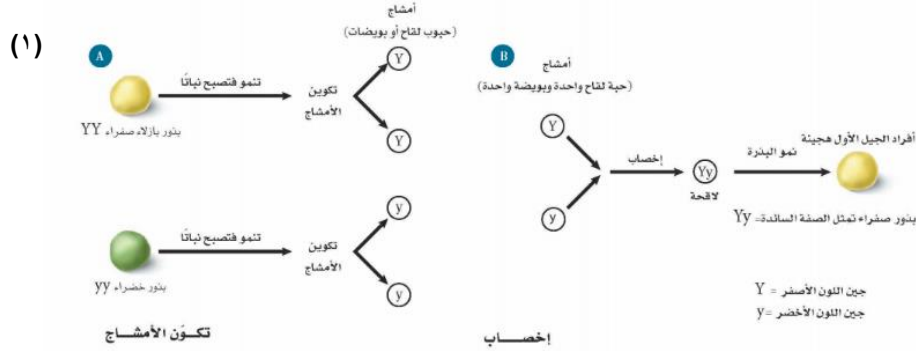 (١)
A
أمشاج
(حبوب لقاح أو بويضات)
تنمو فتصبح نباتًا
تكوين
الأمشاج
Y
Y
بذور بازلاء صفراء YY
تنمو فتصبح نباتًا
تكوين
الأمشاج
y
y
بذور خضراء yy
تكـوّن الأمشـــاج
B
أمشاج
(حبة لقاح واحدة وبويضة واحدة)
Y
y
إخصاب
Yy
لاقحة
نمو البذرة
أفراد الجيل الأول هجينة
بذور صفراء تمثل الصفة السائدة= Yy
جين اللون الأصفر = Y
جين اللون الأخضر =y
إخصـــــاب